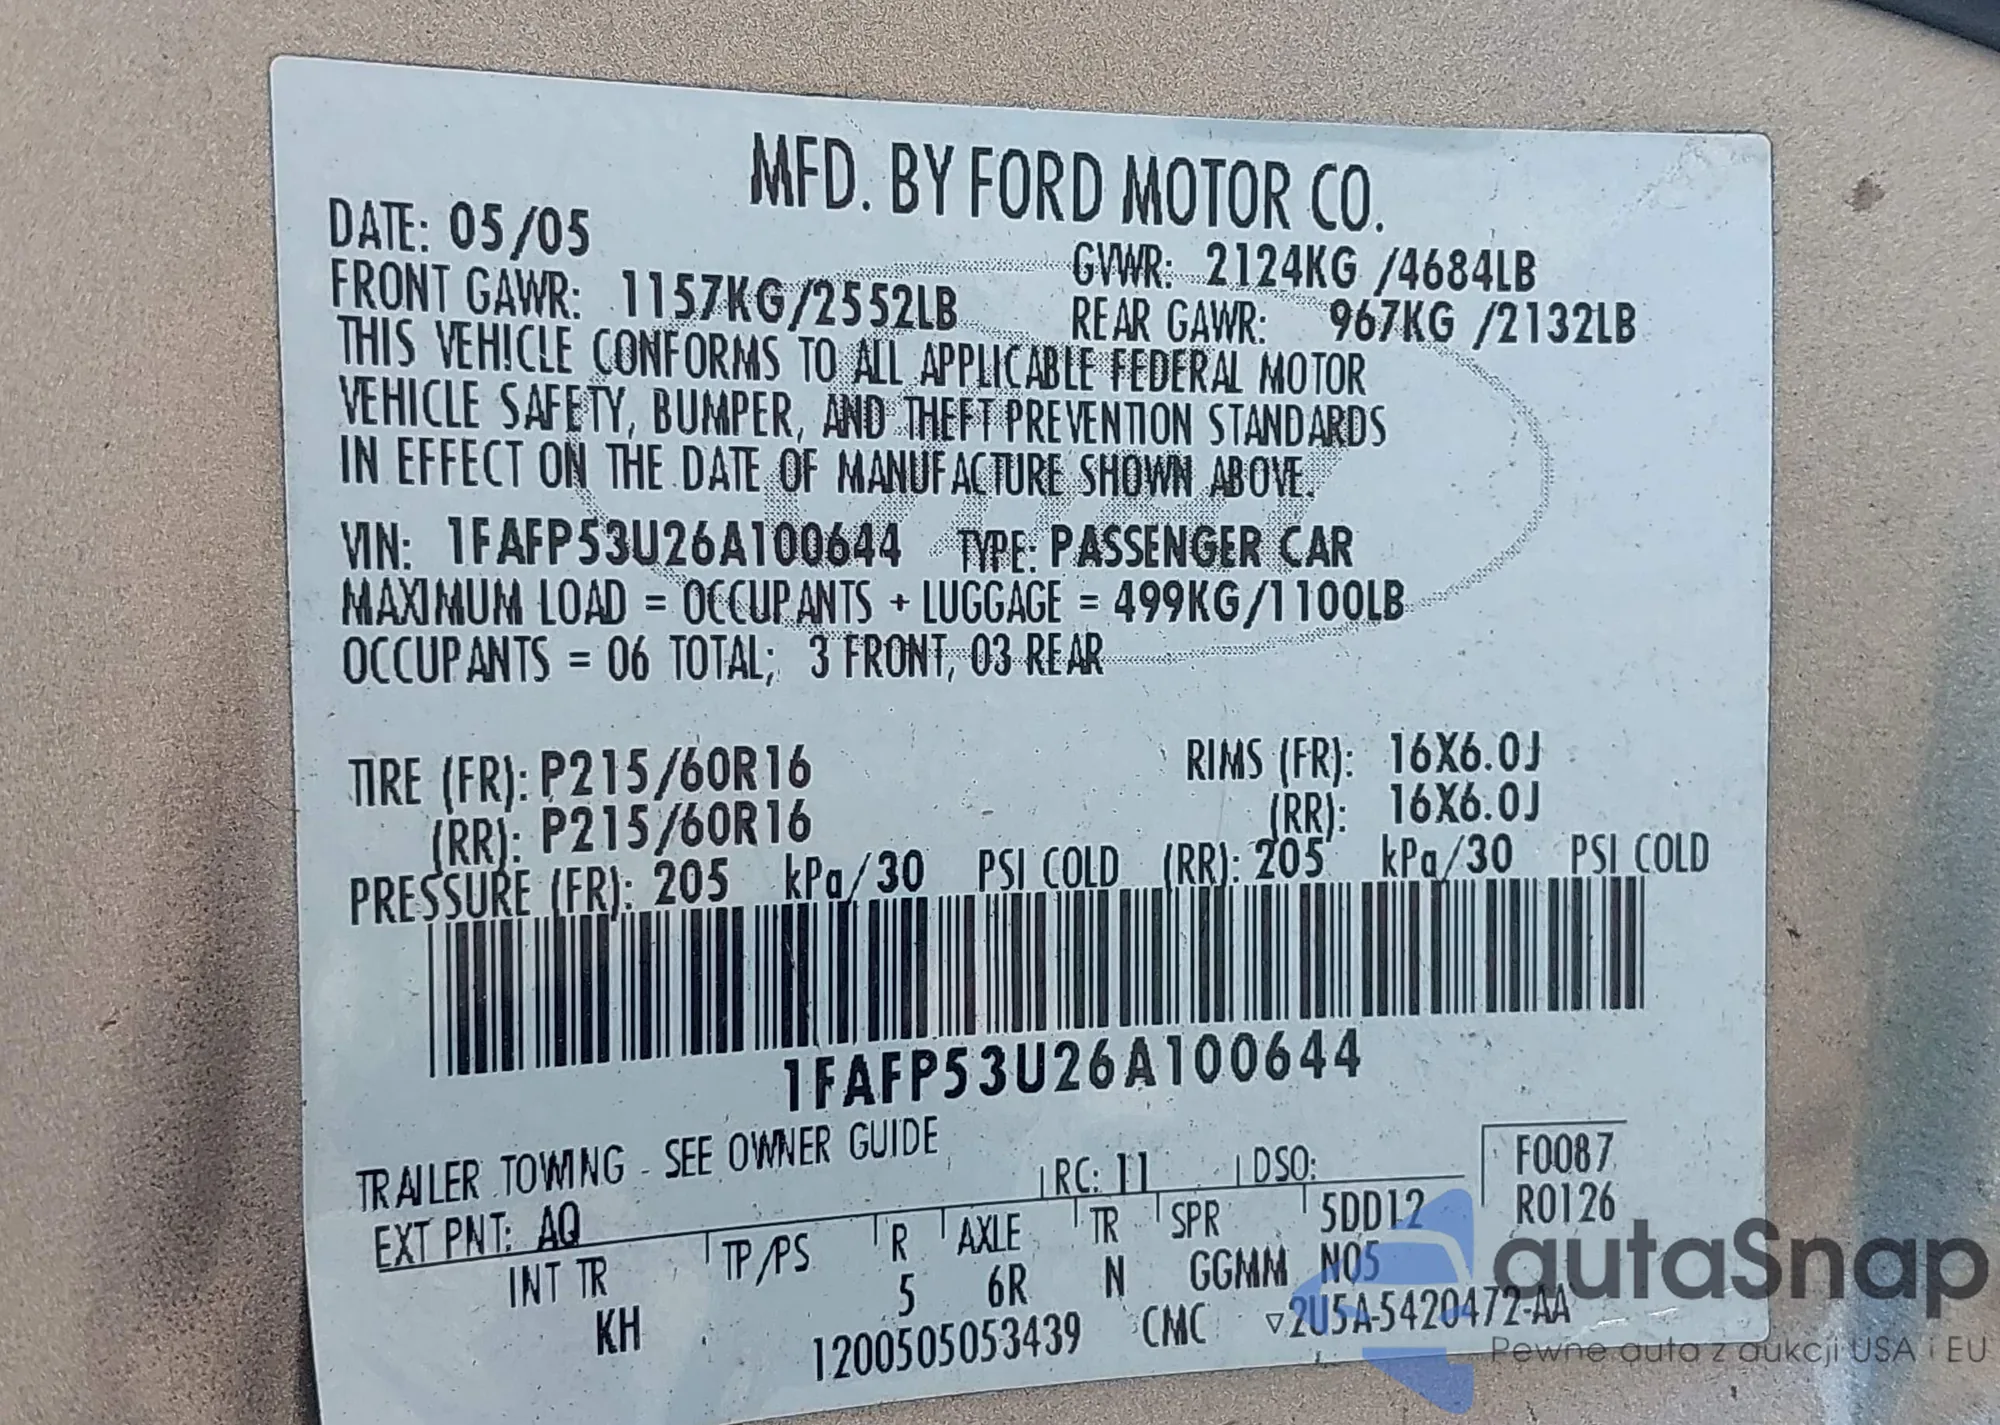 MFD. BY FORD MOTOR CO.
DATE: 05/05
GVWR: 2124KG /4684LB
FRONT GAWR: 1157KG/2552LB
REAR GAWR: 967KG /2132LB
THIS VEHICLE CONFORMS TO ALL APPLICABLE FEDERAL MOTOR
VEHICLE SAFETY, BUMPER, AND THEFT PREVENTION STANDARDS
IN EFFECT ON THE DATE OF MANUFACTURE SHOWN ABOVE.
VIN: 1FAFP53U26A100644 TYPE: PASSENGER CAR
MAXIMUM LOAD = OCCUPANTS + LUGGAGE = 499KG/1100LB
OCCUPANTS = 06 TOTAL; 3 FRONT, 03 REAR
TIRE (FR): P215/60R16 RIMS (FR): 16X6.0J
(RR): P215/60R16 (RR): 16X6.0J
PRESSURE (FR): 205 kPa/30 PSI COLD (RR): 205 kPa/30 PSI COLD
1FAFP53U26A100644
TRAILER TOWING - SEE OWNER GUIDE
EXT PNT: AQ RC: 11 DSO: F0087
INT TR TP/PS R AXLE TR SPR 5DD12 R0126
KH 5 6R N GGMM N05
1200505053439 CMC ▽2U5A-5420472-AA
autaSnap
Pewne auta z aukcji USA i EU